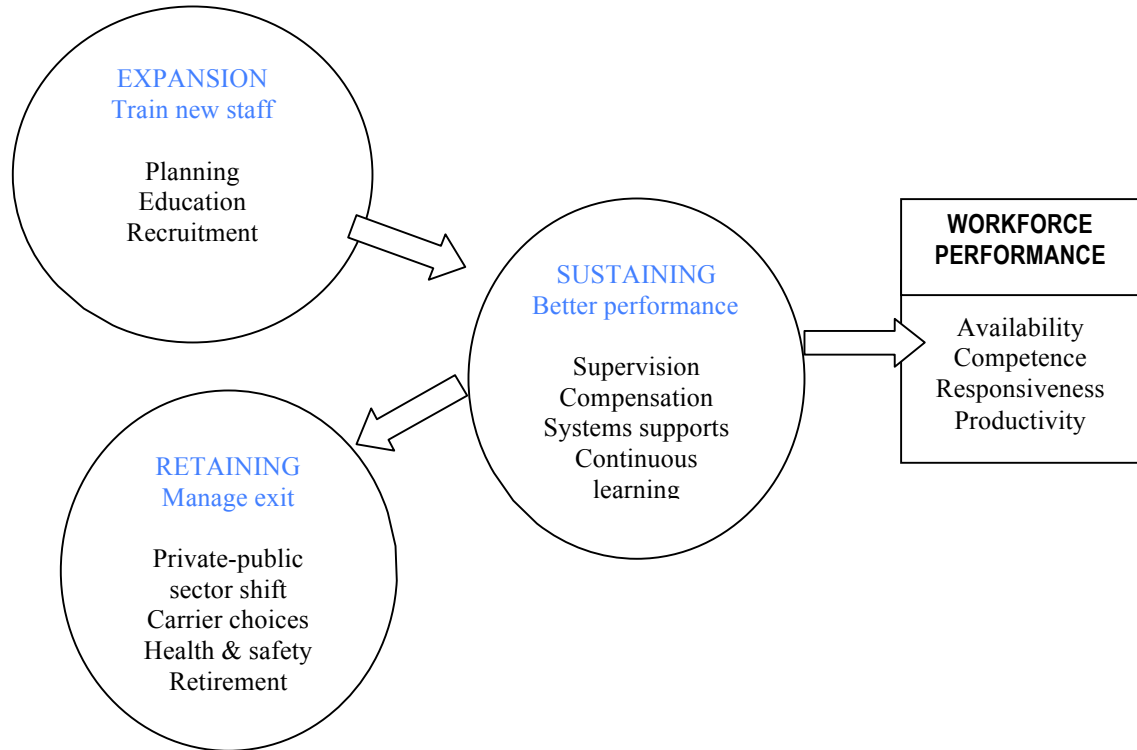 EXPANSION
Train new staff
Planning
Education
Recruitment
SUSTAINING
Better performance
Supervision
Compensation
Systems supports
Continuous
learning
WORKFORCE
PERFORMANCE
Availability
Competence
Responsiveness
Productivity
RETAINING
Manage exit
Private-public
sector shift
Carrier choices
Health & safety
Retirement